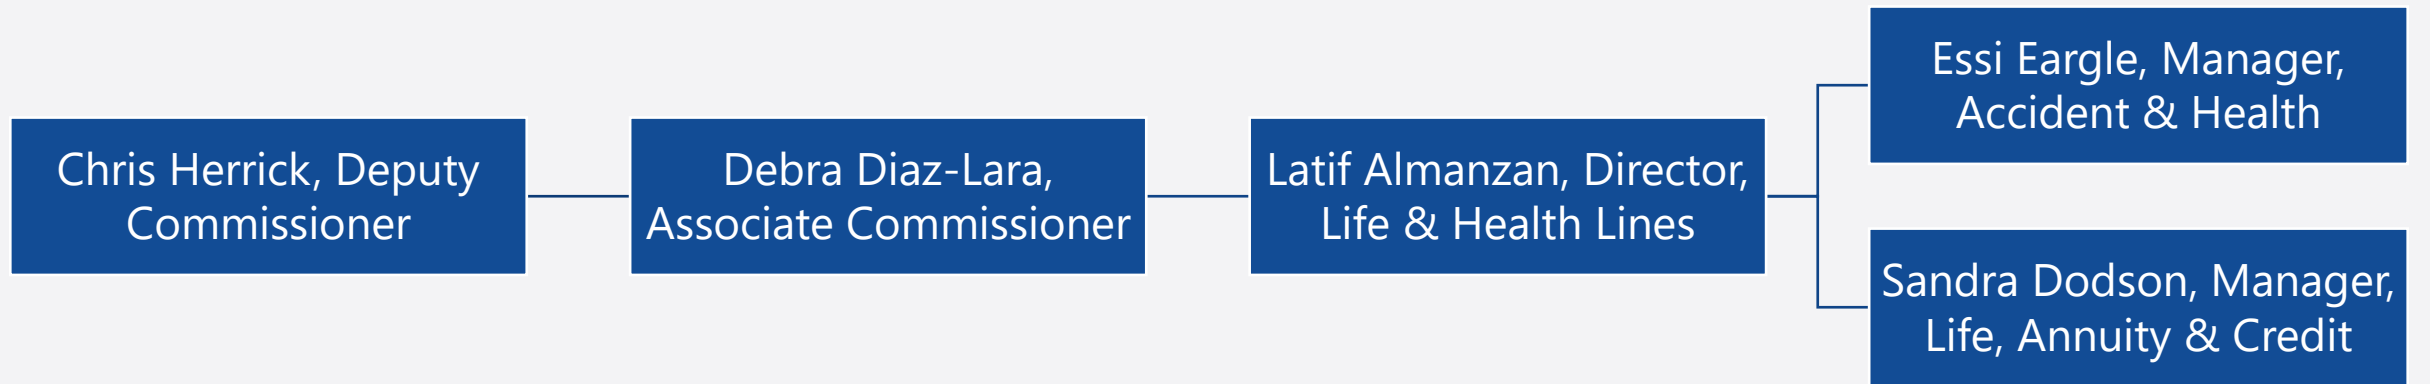 Chris Herrick, Deputy
Commissioner
Debra Diaz-Lara,
Associate Commissioner
Latif Almanzan, Director,
Life & Health Lines
Essi Eargle, Manager,
Accident & Health
Sandra Dodson, Manager,
Life, Annuity & Credit